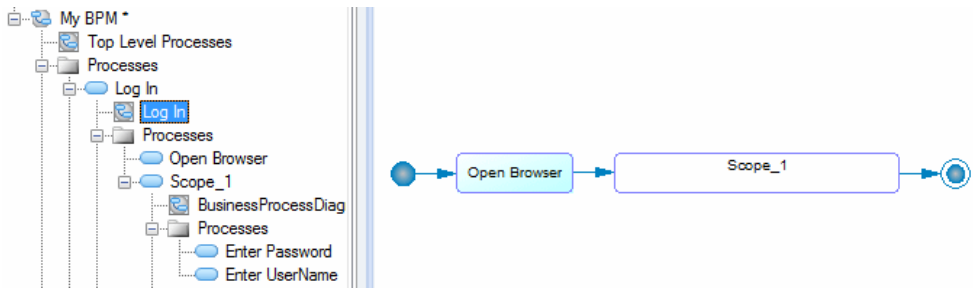 My BPM *
Top Level Processes
Processes
Log In
Log In
Processes
Open Browser
Scope_1
BusinessProcessDiag
Processes
Enter Password
Enter UserName
Open Browser
Scope_1